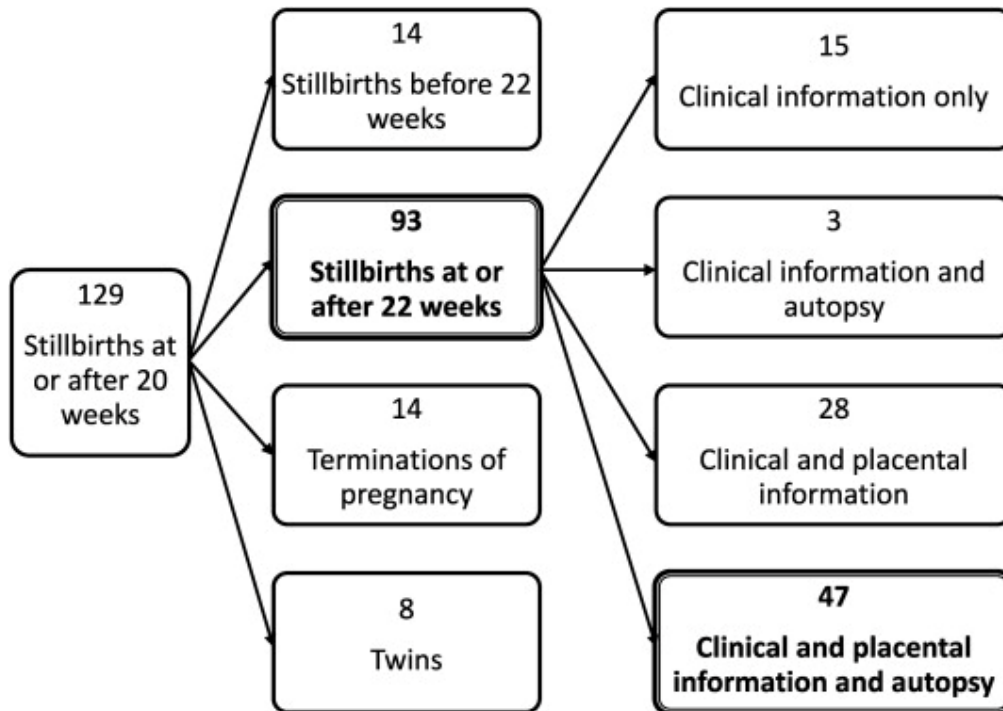 129
Stillbirths at
or after 20
weeks
14
Stillbirths before 22
weeks
93
Stillbirths at or
after 22 weeks
14
Terminations of
pregnancy
8
Twins
15
Clinical information only
3
Clinical information and
autopsy
28
Clinical and placental
information
47
Clinical and placental
information and autopsy